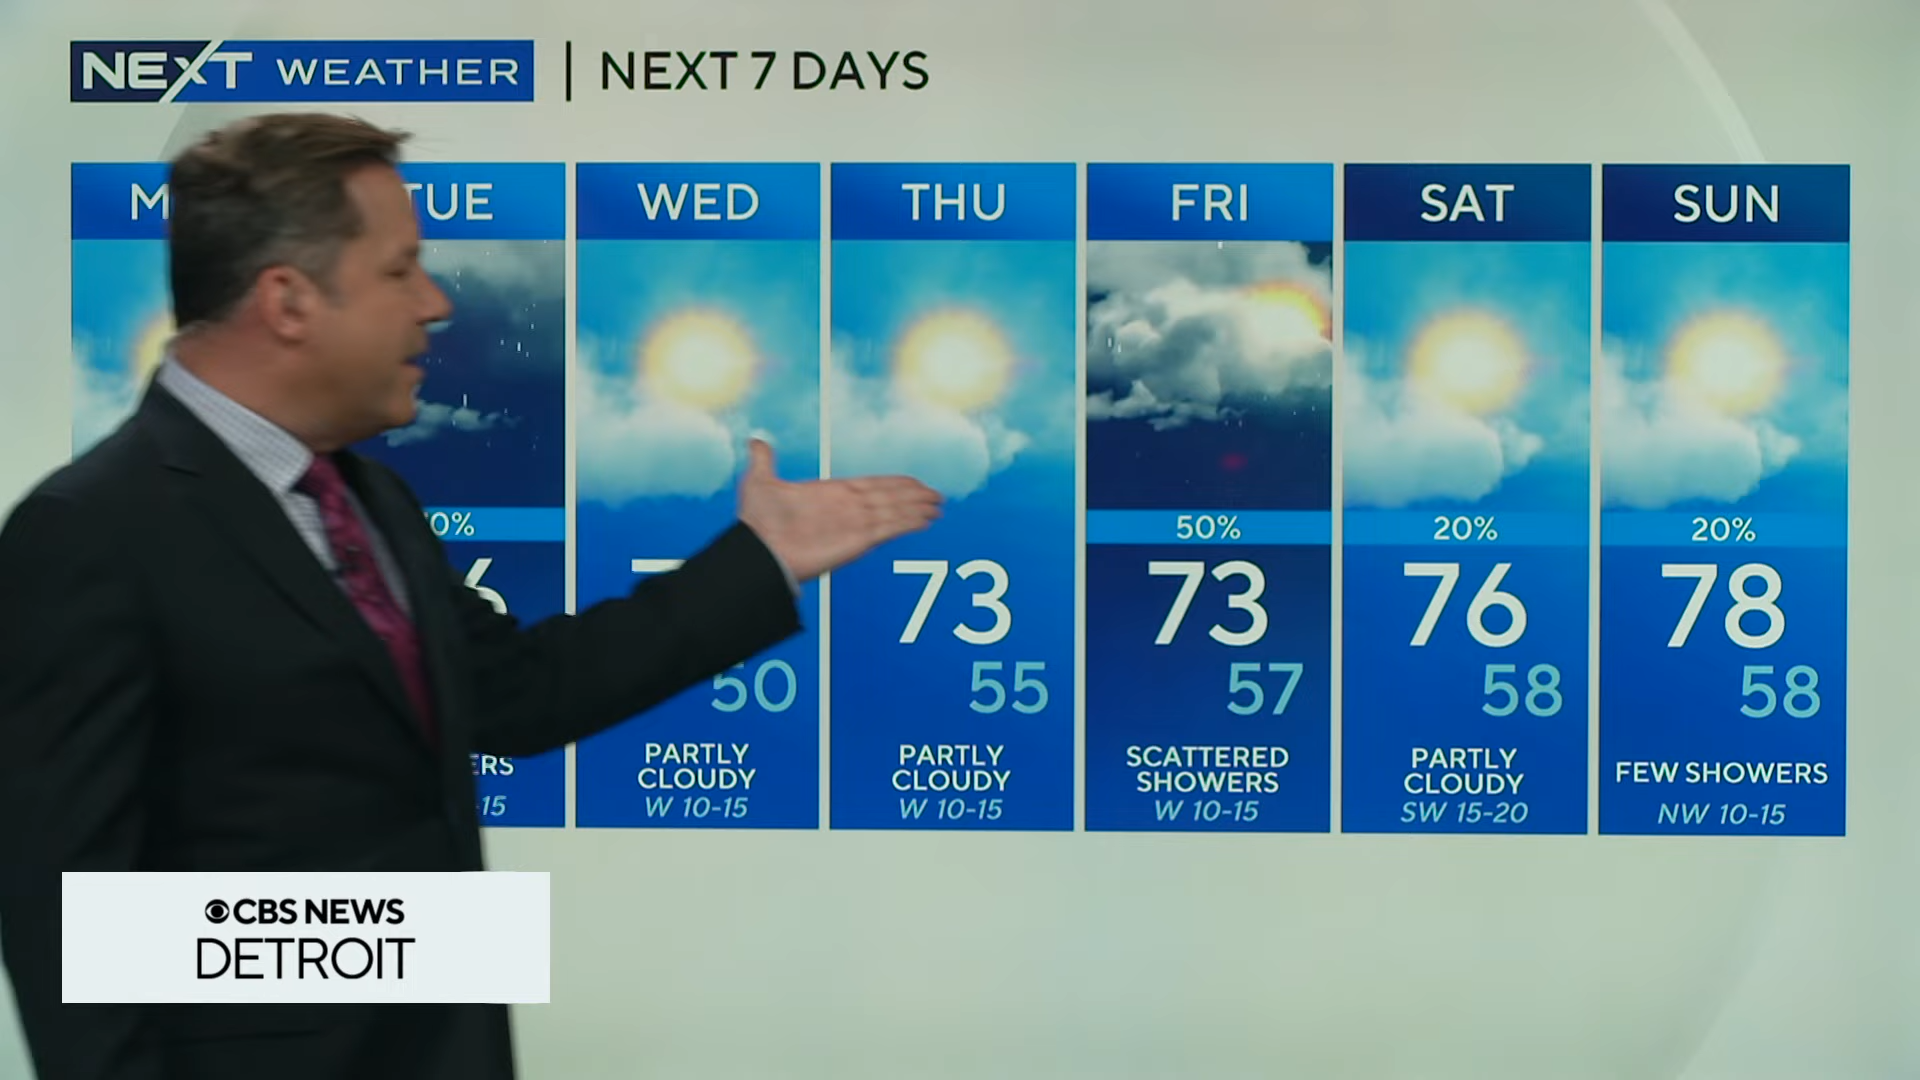 NEXT WEATHER | NEXT 7 DAYS
TUE
WED
THU
FRI
SAT
SUN
50%
20%
20%
73
73
76
78
50
55
57
58
58
PARTLY
CLOUDY
W 10-15
PARTLY
CLOUDY
W 10-15
SCATTERED
SHOWERS
W 10-15
PARTLY
CLOUDY
SW 15-20
FEW SHOWERS
NW 10-15
CBS NEWS
DETROIT